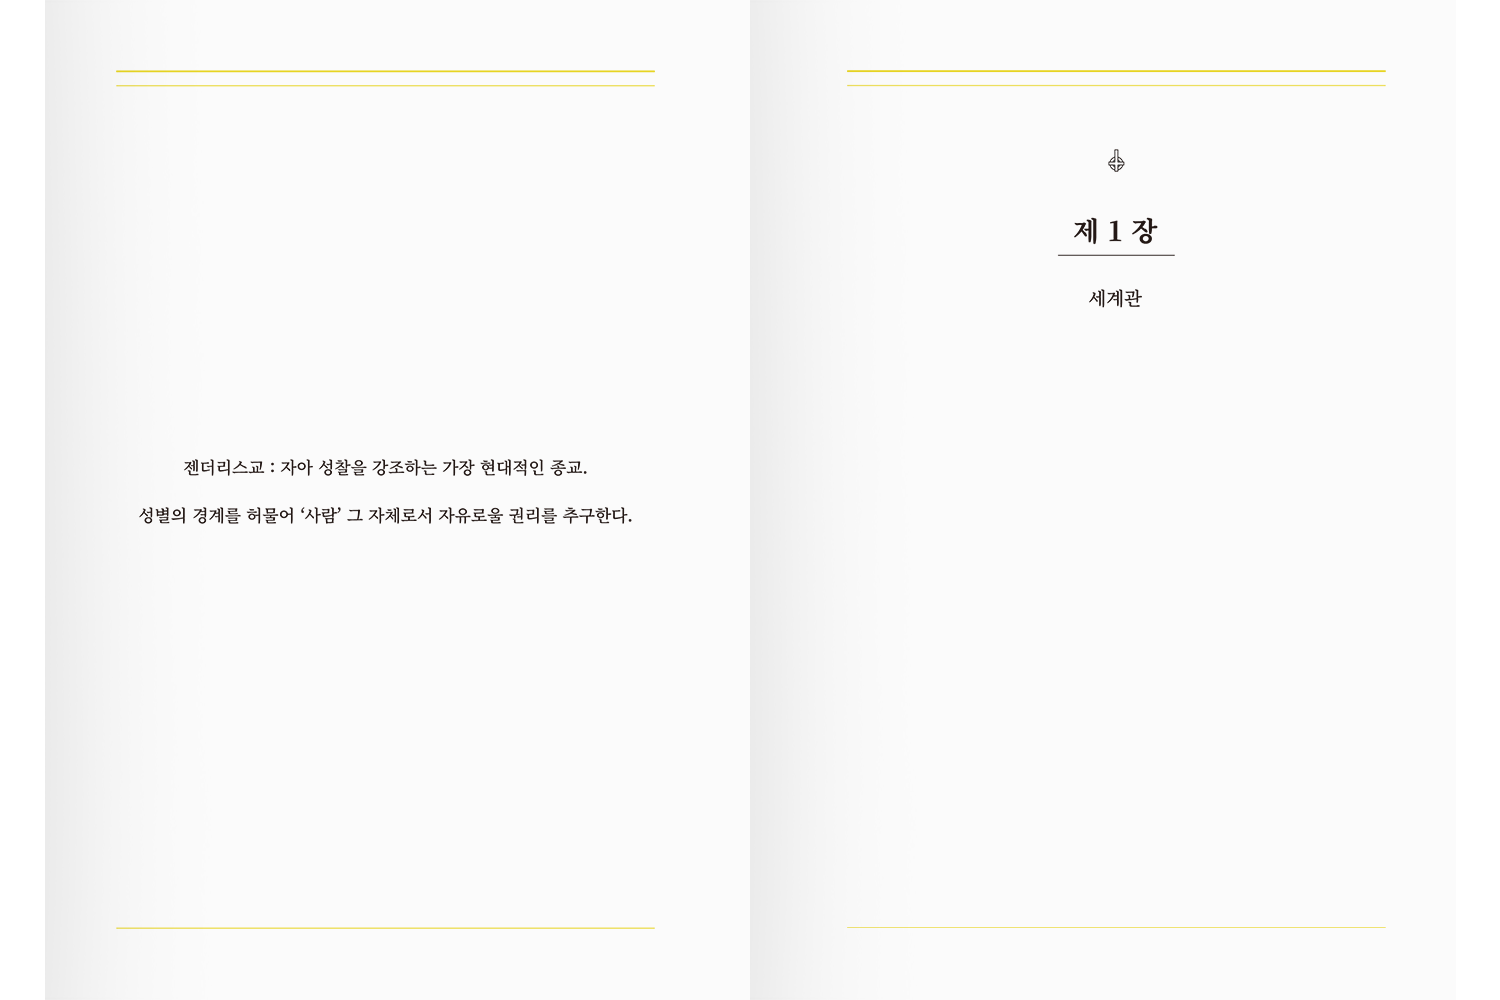 젠더리스교 : 자아 성찰을 강조하는 가장 현대적인 종교.
성별의 경계를 허물어 ‘사람’ 그 자체로서 자유로울 권리를 추구한다.
제 1 장
세계관